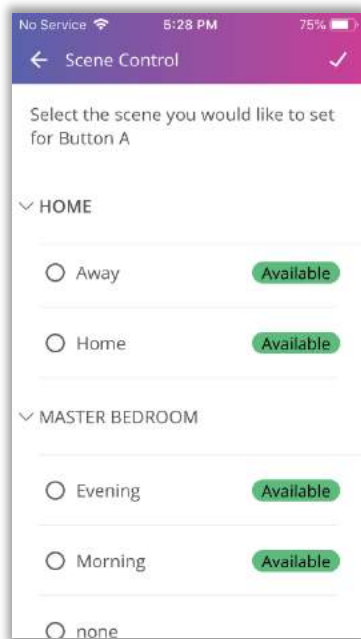 No Service 5:28 PM 75%
Scene Control
Select the scene you would like to set
for Button A
HOME
Away Available
Home Available
MASTER BEDROOM
Evening Available
Morning Available
none